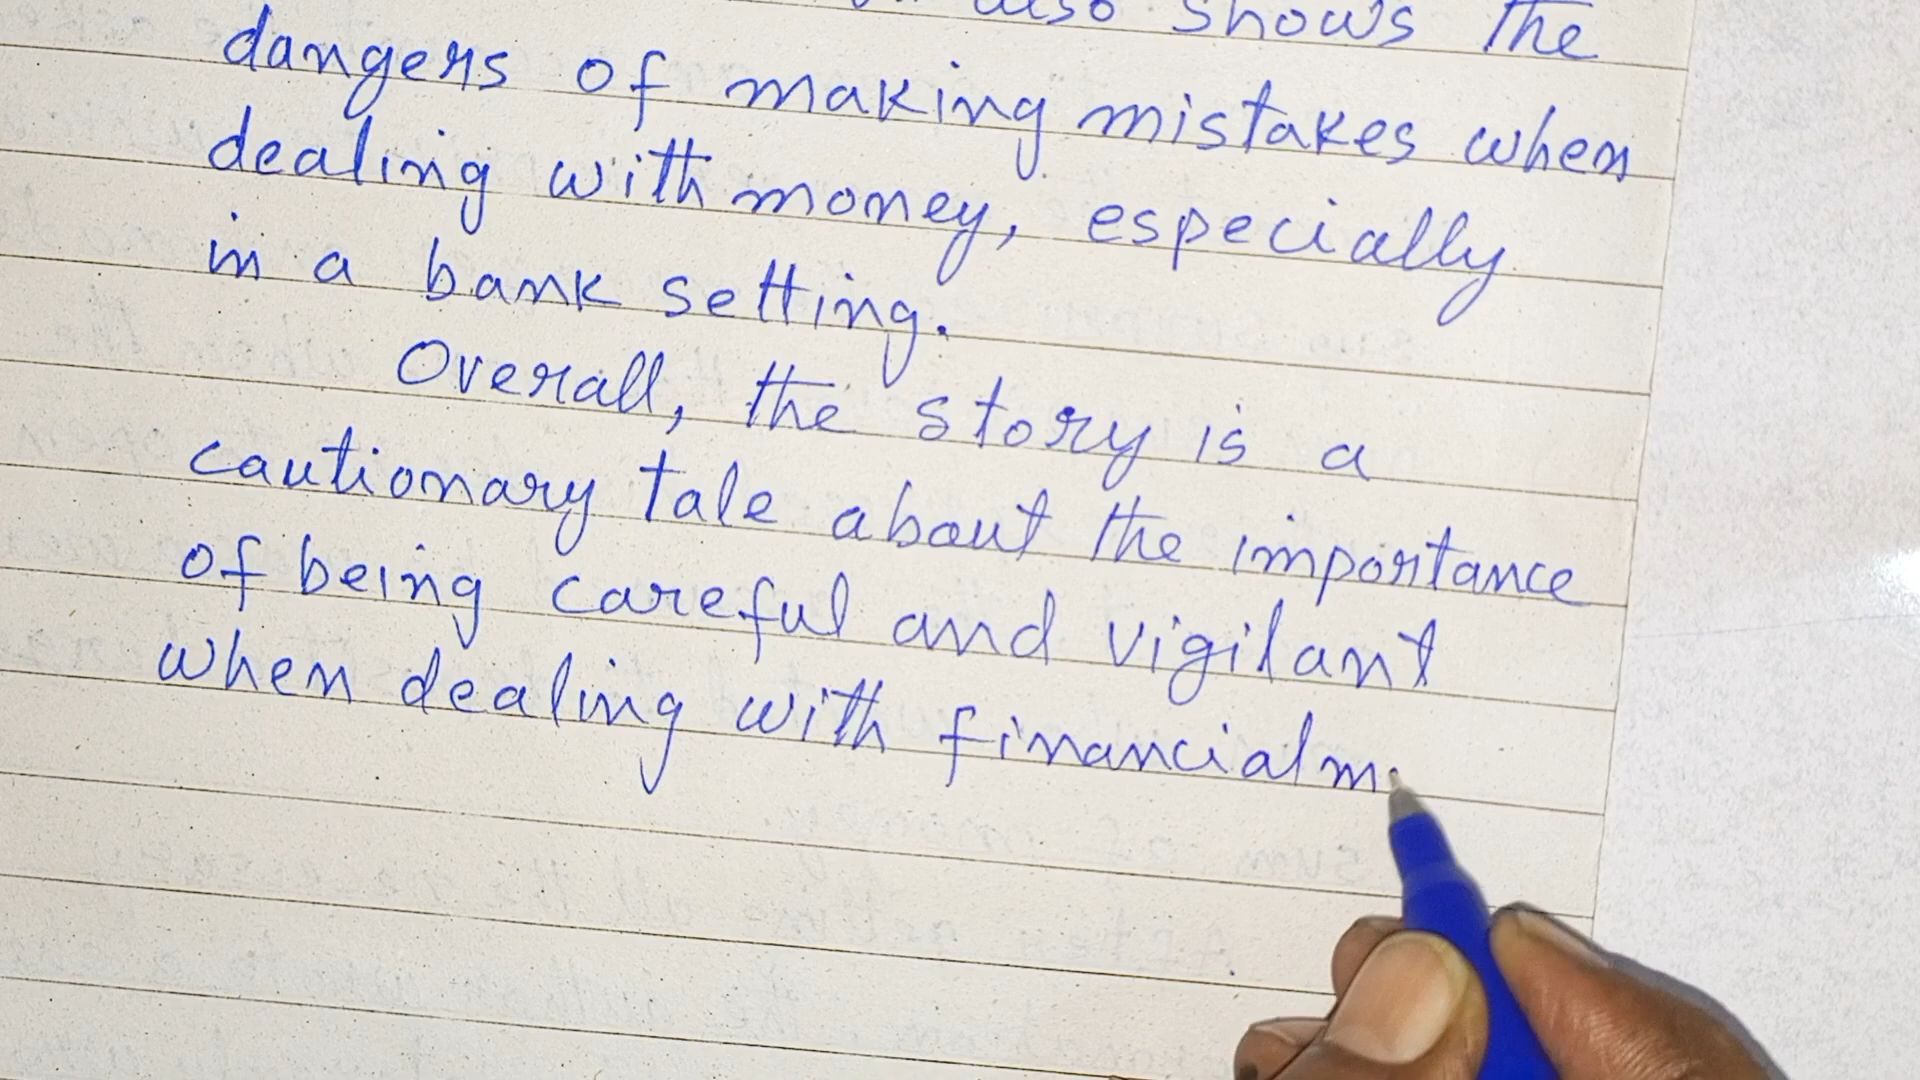 also shows the
dangers of making mistakes when
dealing with money, especially
in a bank setting.
Overall, the story is a
cautionary tale about the importance
of being careful and vigilant
when dealing with financial m